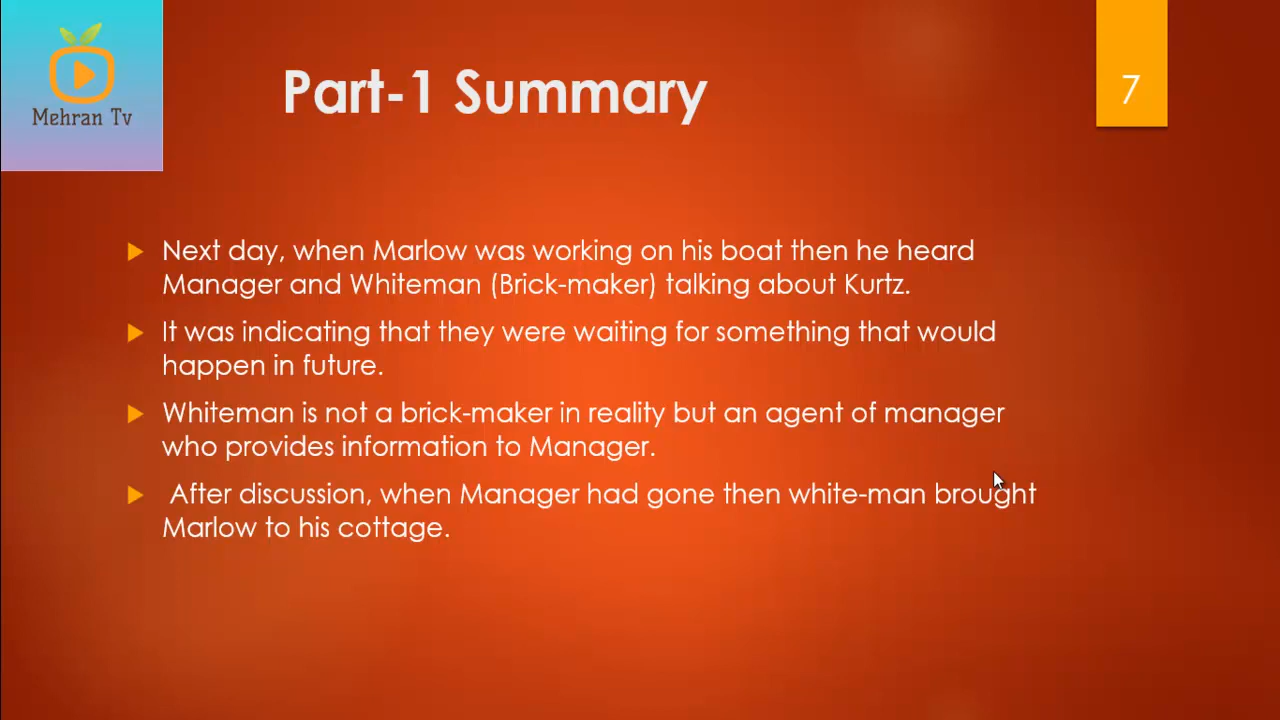 Mehran Tv
Part-1 Summary
7
Next day, when Marlow was working on his boat then he heard
Manager and Whiteman (Brick-maker) talking about Kurtz.
It was indicating that they were waiting for something that would
happen in future.
Whiteman is not a brick-maker in reality but an agent of manager
who provides information to Manager.
After discussion, when Manager had gone then white-man brought
Marlow to his cottage.